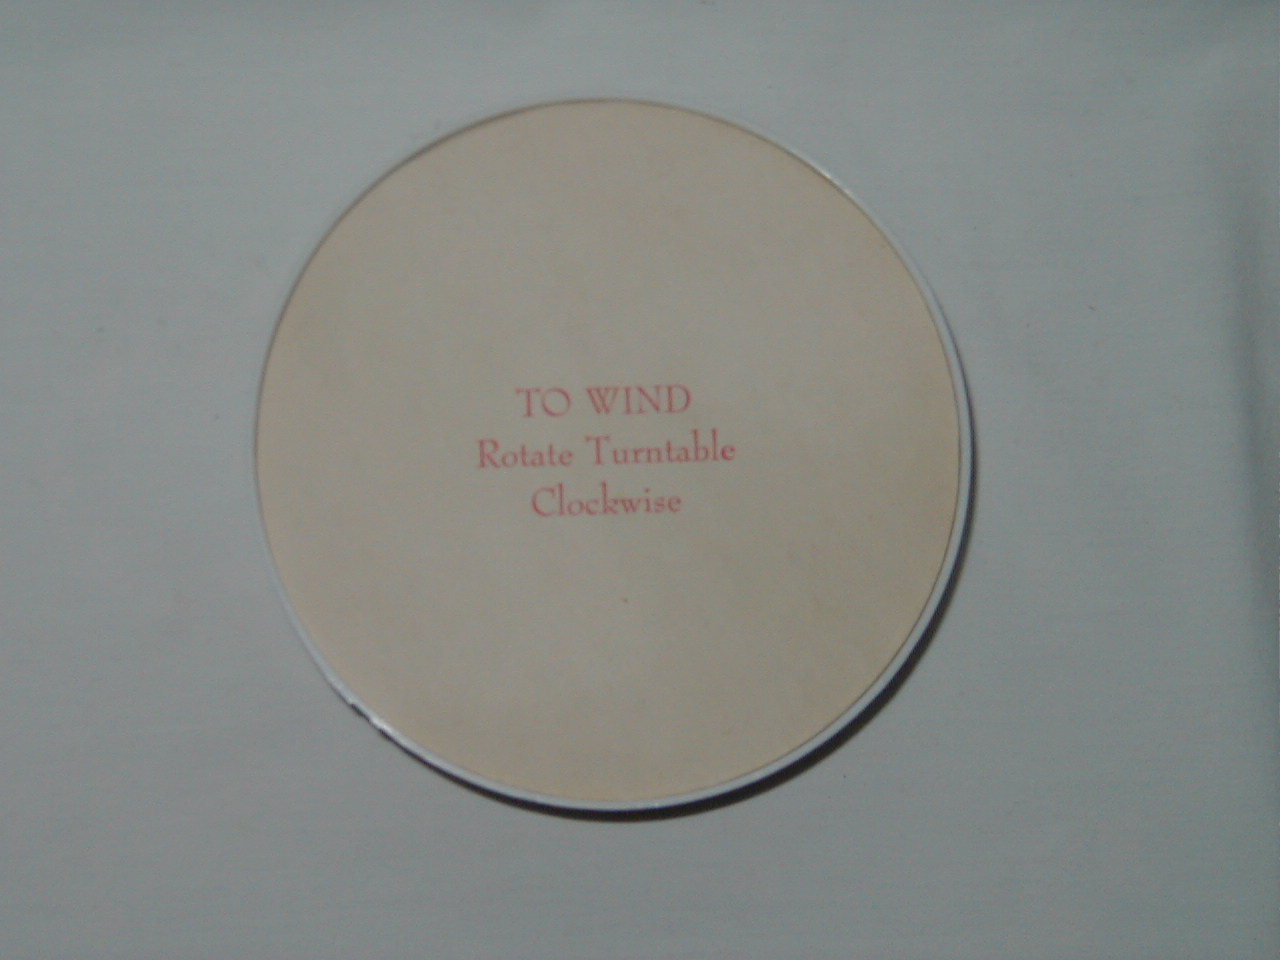 TO WIND
Rotate Turntable
Clockwise